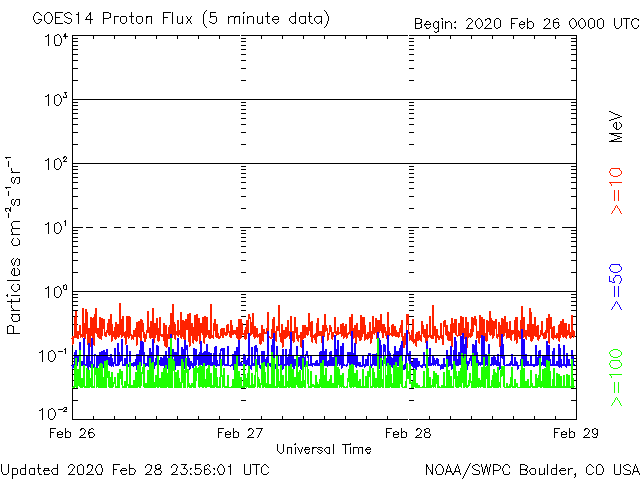 GOES14 Proton Flux (5 minute data)
Begin: 2020 Feb 26 0000 UTC
10⁴
10³
10²
10¹
10⁰
10⁻¹
10⁻²
Particles cm⁻²s⁻¹sr⁻¹
MeV
>=10
>=50
>=100
Feb 26
Feb 27
Feb 28
Feb 29
Universal Time
Updated 2020 Feb 28 23:56:01 UTC
NOAA/SWPC Boulder, CO USA